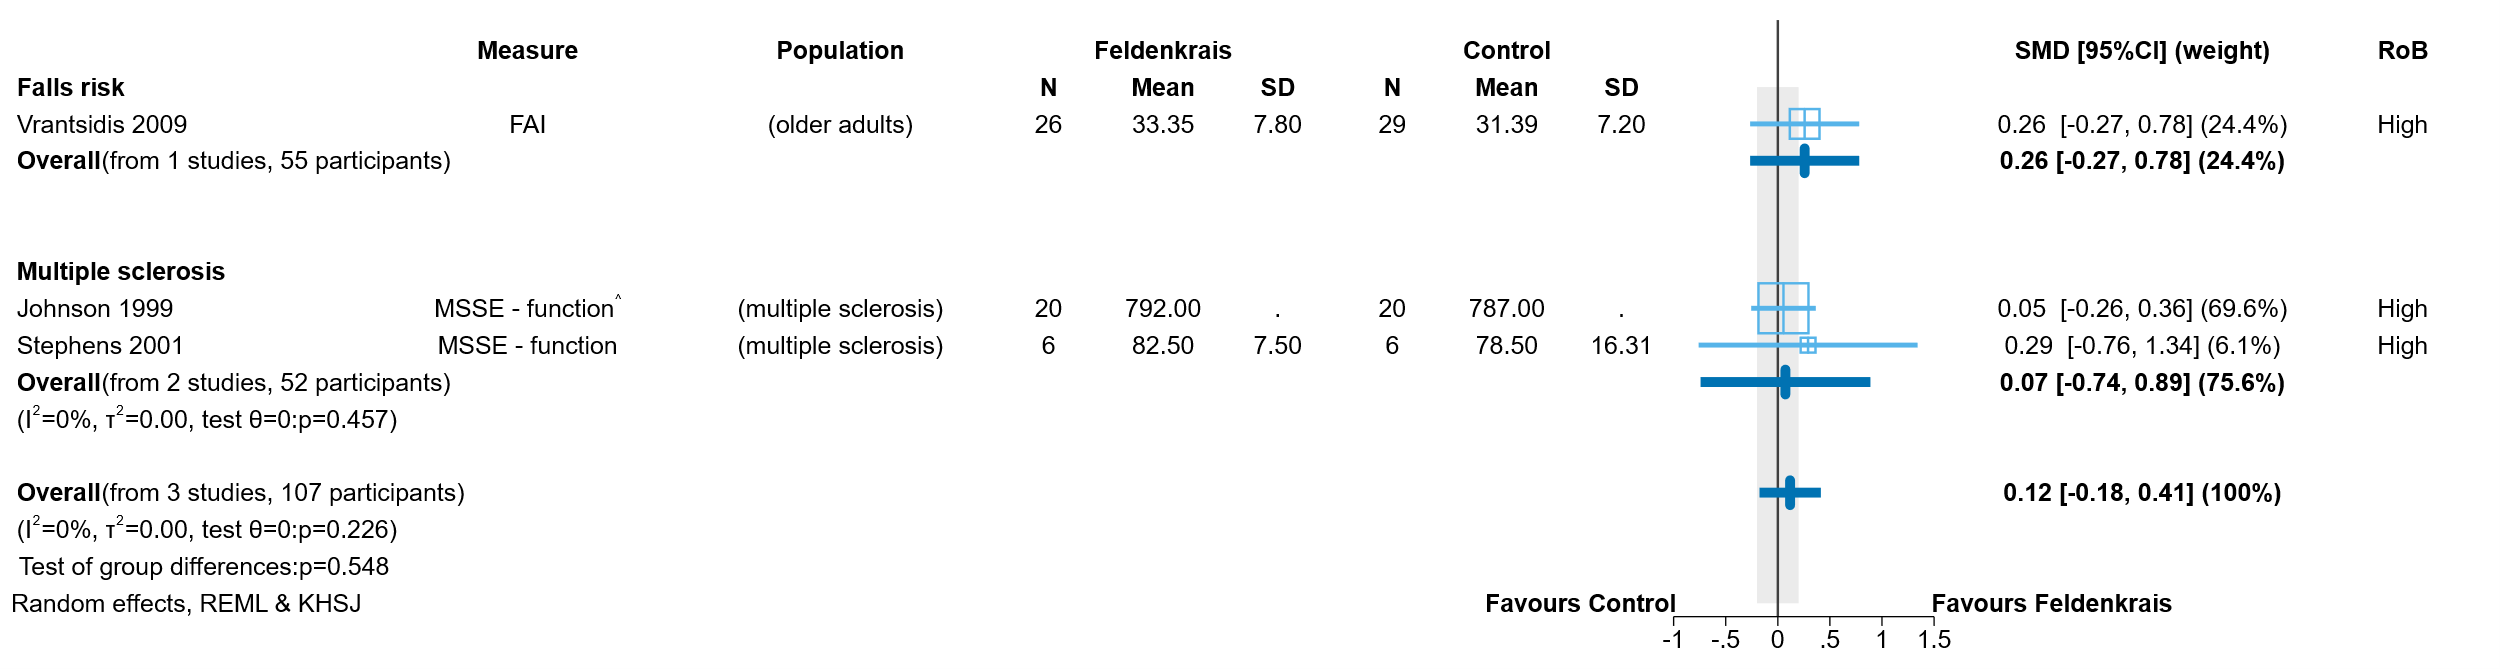 Measure Population Feldenkrais Control SMD [95%CI] (weight) RoB
Falls risk N Mean SD N Mean SD
Vrantsidis 2009 FAI (older adults) 26 33.35 7.80 29 31.39 7.20 0.26 [-0.27, 0.78] (24.4%) High
Overall(from 1 studies, 55 participants) 0.26 [-0.27, 0.78] (24.4%)
Multiple sclerosis
Johnson 1999 MSSE - function^ (multiple sclerosis) 20 792.00 . 20 787.00 . 0.05 [-0.26, 0.36] (69.6%) High
Stephens 2001 MSSE - function (multiple sclerosis) 6 82.50 7.50 6 78.50 16.31 0.29 [-0.76, 1.34] (6.1%) High
Overall(from 2 studies, 52 participants) 0.07 [-0.74, 0.89] (75.6%)
(I²=0%, τ²=0.00, test θ=0:p=0.457)
Overall(from 3 studies, 107 participants) 0.12 [-0.18, 0.41] (100%)
(I²=0%, τ²=0.00, test θ=0:p=0.226)
Test of group differences:p=0.548
Random effects, REML & KHSJ Favours Control Favours Feldenkrais
-1 -.5 0 .5 1 1.5